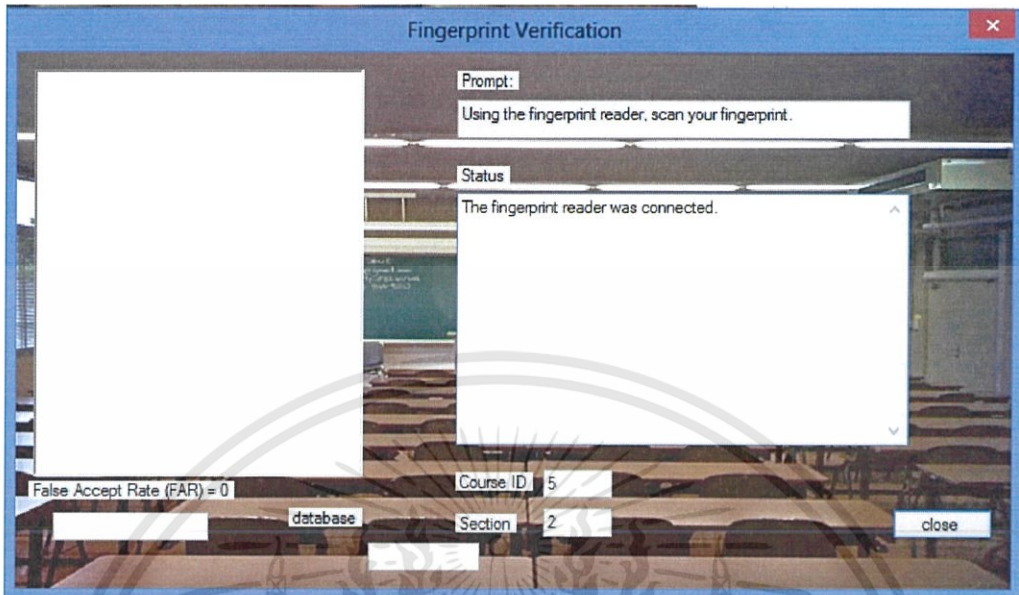 Fingerprint Verification
Prompt:
Using the fingerprint reader, scan your fingerprint.
Status
The fingerprint reader was connected.
False Accept Rate (FAR) = 0
Course ID 5
database
Section 2
close